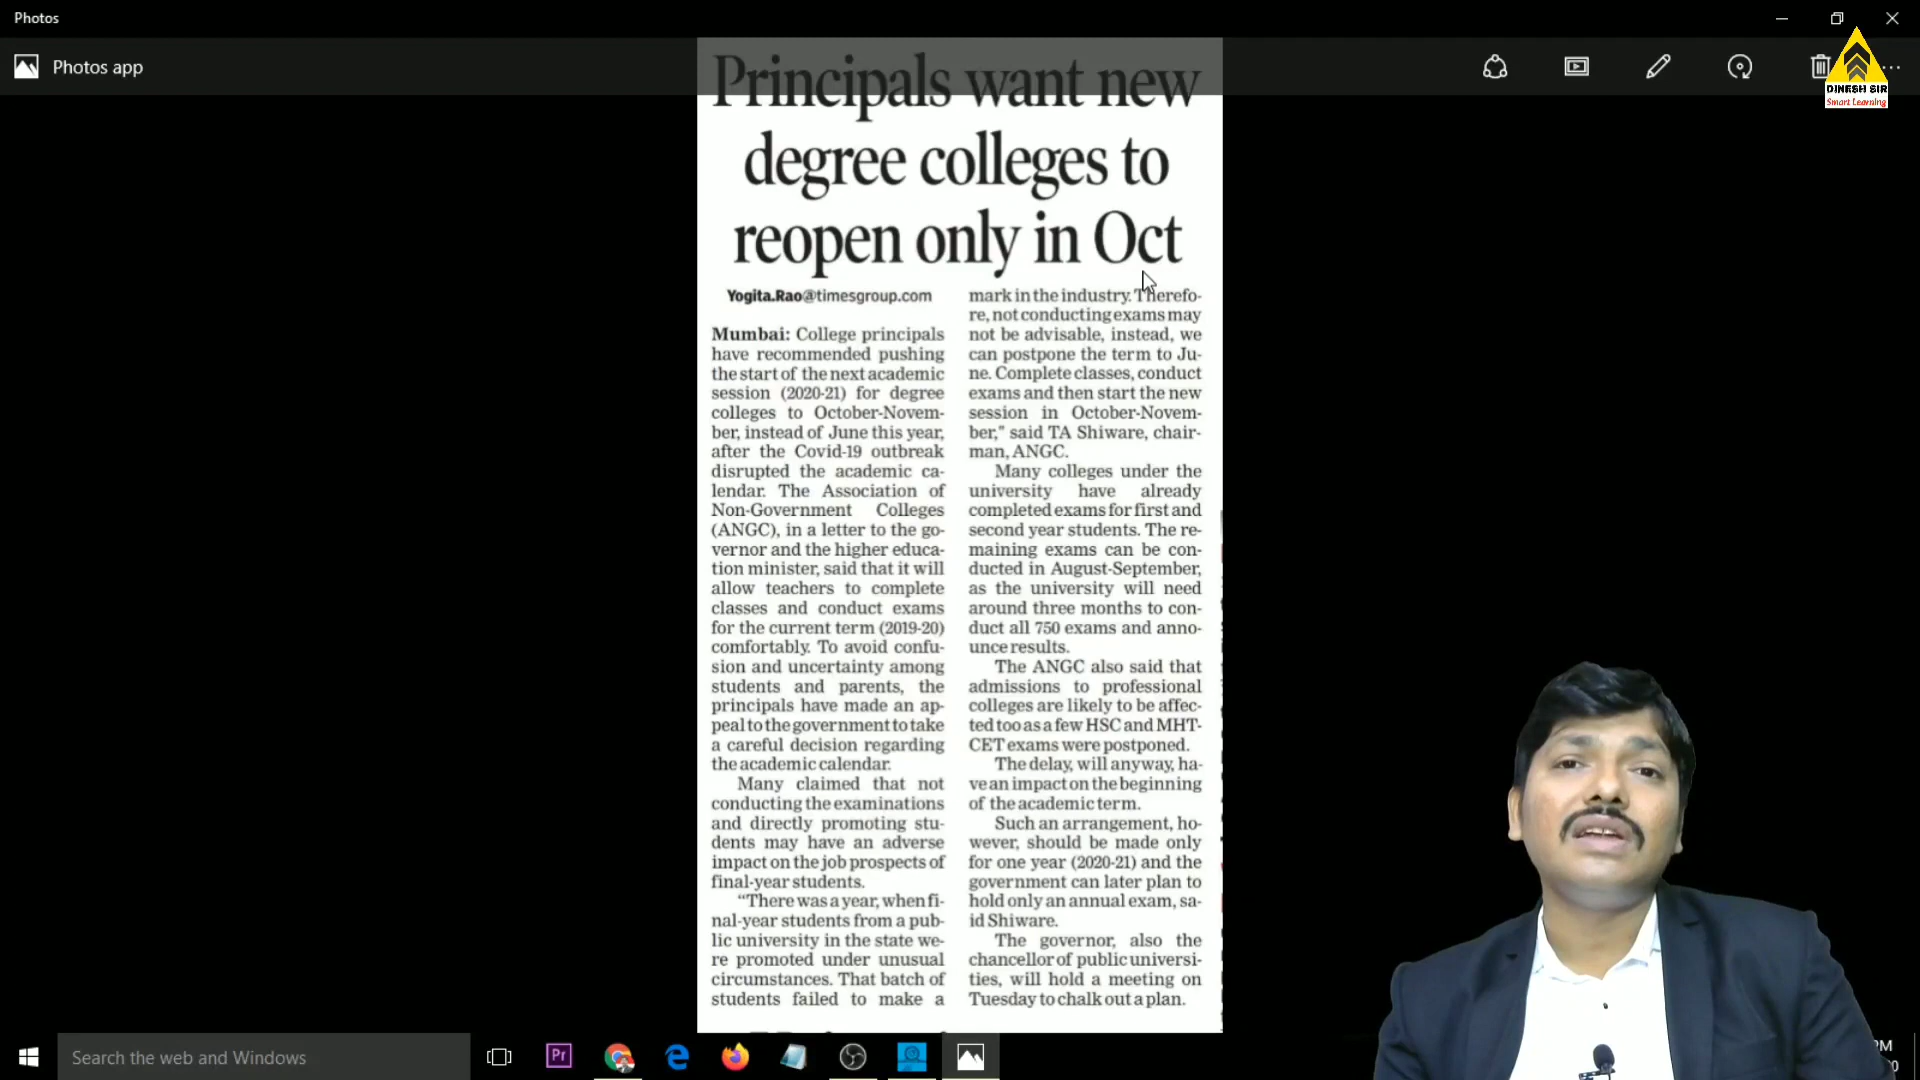 Photos
Photos app
DINESH SIR
Smart Learning
Principals want new
degree colleges to
reopen only in Oct
Yogita.Rao@timesgroup.com
Mumbai: College principals
have recommended pushing
the start of the next academic
session (2020-21) for degree
colleges to October-Novem-
ber, instead of June this year,
after the Covid-19 outbreak
disrupted the academic ca-
lendar. The Association of
Non-Government Colleges
(ANGC), in a letter to the go-
vernor and the higher educa-
tion minister, said that it will
allow teachers to complete
classes and conduct exams
for the current term (2019-20)
comfortably. To avoid confu-
sion and uncertainty among
students and parents, the
principals have made an ap-
peal to the government to take
a careful decision regarding
the academic calendar.
Many claimed that not
conducting the examinations
and directly promoting stu-
dents may have an adverse
impact on the job prospects of
final-year students.
"There was a year, when fi-
nal-year students from a pub-
lic university in the state we-
re promoted under unusual
circumstances. That batch of
students failed to make a
mark in the industry. Therefo-
re, not conducting exams may
not be advisable, instead, we
can postpone the term to Ju-
ne. Complete classes, conduct
exams and then start the new
session in October-Novem-
ber," said TA Shiware, chair-
man, ANGC.
Many colleges under the
university have already
completed exams for first and
second year students. The re-
maining exams can be con-
ducted in August-September,
as the university will need
around three months to con-
duct all 750 exams and anno-
unce results.
The ANGC also said that
admissions to professional
colleges are likely to be affec-
ted too as a few HSC and MHT-
CET exams were postponed.
The delay, will anyway, ha-
ve an impact on the beginning
of the academic term.
Such an arrangement, ho-
wever, should be made only
for one year (2020-21) and the
government can later plan to
hold only an annual exam, sa-
id Shiware.
The governor, also the
chancellor of public universi-
ties, will hold a meeting on
Tuesday to chalk out a plan.
Search the web and Windows
Pr